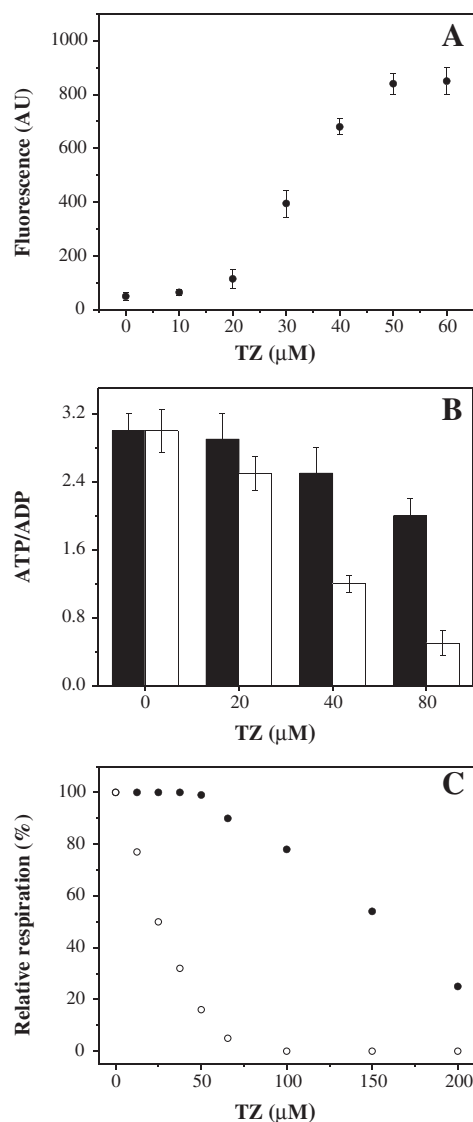 A
1000
800
600
400
200
0
Fluorescence (AU)
0 10 20 30 40 50 60
TZ (μM)
B
3.2
2.4
1.6
0.8
0.0
ATP/ADP
0 20 40 80
TZ (μM)
C
100
80
60
40
20
0
Relative respiration (%)
0 50 100 150 200
TZ (μM)